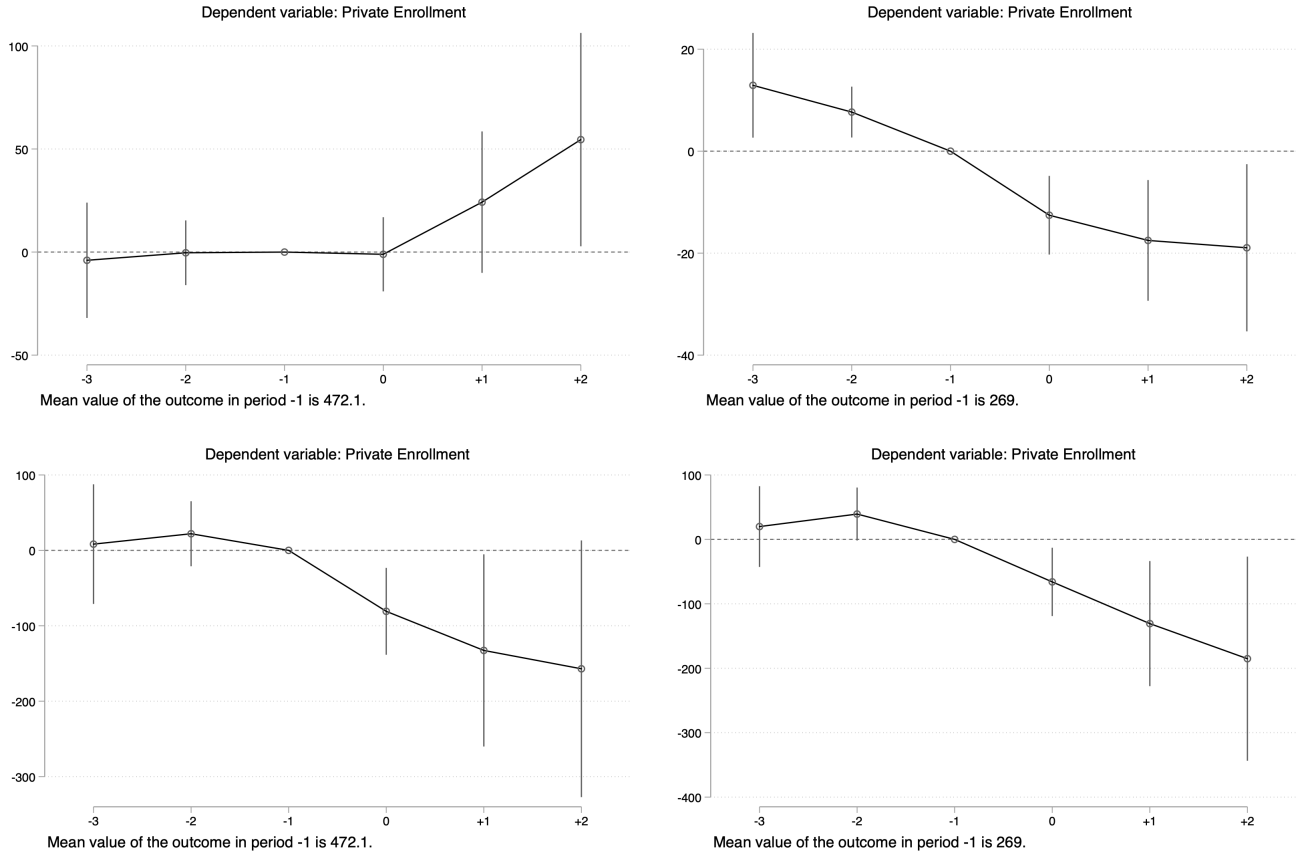 Dependent variable: Private Enrollment
100
50
0
-50
-3 -2 -1 0 +1 +2
Mean value of the outcome in period -1 is 472.1.
Dependent variable: Private Enrollment
20
0
-20
-40
-3 -2 -1 0 +1 +2
Mean value of the outcome in period -1 is 269.
Dependent variable: Private Enrollment
100
0
-100
-200
-300
-3 -2 -1 0 +1 +2
Mean value of the outcome in period -1 is 472.1.
Dependent variable: Private Enrollment
100
0
-100
-200
-300
-400
-3 -2 -1 0 +1 +2
Mean value of the outcome in period -1 is 269.